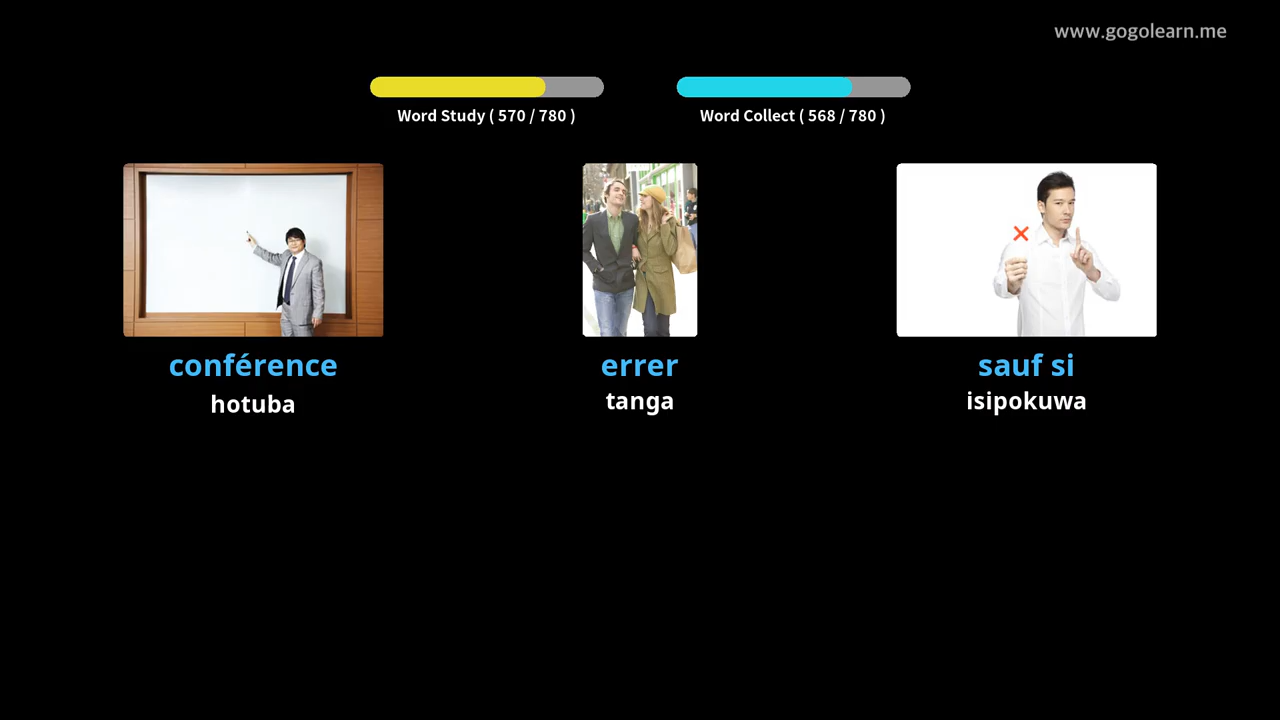 www.gogolearn.me
Word Study ( 570 / 780 )
Word Collect ( 568 / 780 )
conférence
hotuba
errer
tanga
sauf si
isipokuwa